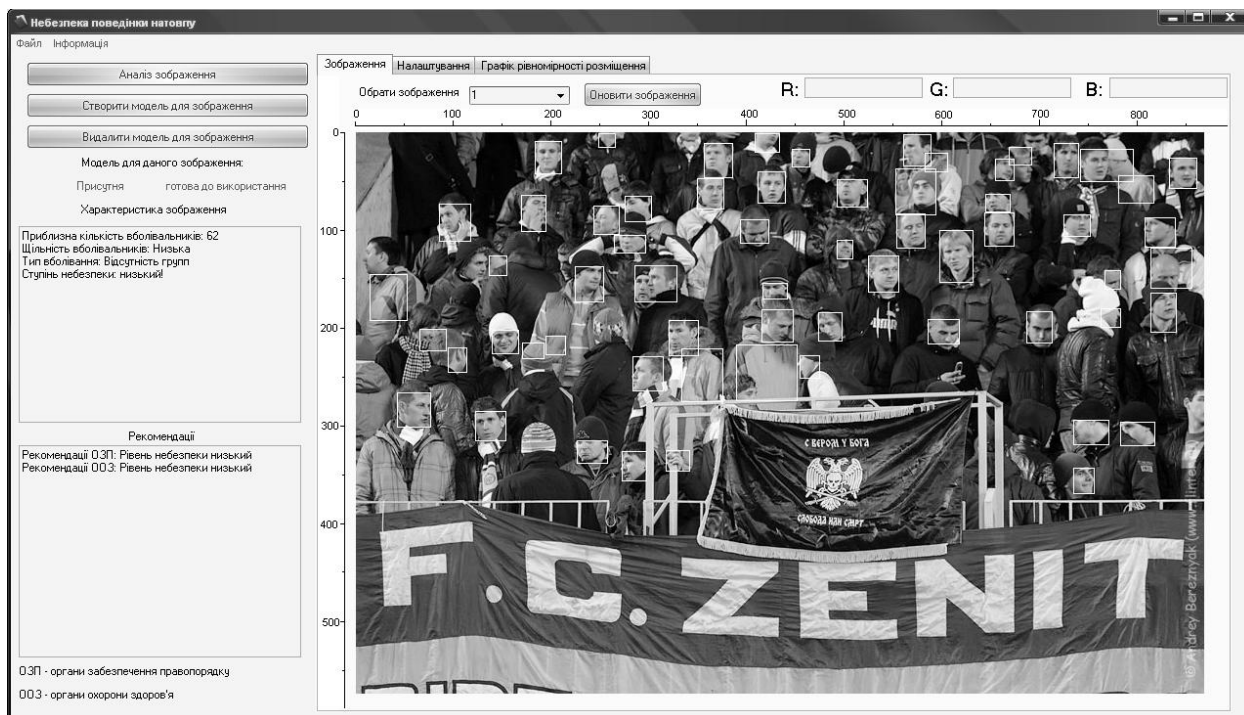 Небезпека поведінки натовпу
Файл Інформація
Аналіз зображення
Створити модель для зображення
Видалити модель для зображення
Модель для даного зображення:
Присутня готова до використання
Характеристика зображення
Приблизна кількість вболівальників: 62
Щільність вболівальників: Низька
Тип вболівання: Відсутність групп
Ступінь небезпеки: низький!
Рекомендації
Рекомендації ОЗП: Рівень небезпеки низький
Рекомендації ООЗ: Рівень небезпеки низький
ОЗП - органи забезпечення правопорядку
ООЗ - органи охорони здоров'я
Зображення Налаштування Графік рівномірності розміщення
Обрати зображення 1 Оновити зображення R: G: B:
0 100 200 300 400 500 600 700 800
0
100
200
300
400
500
С ВЕРОМ У БОГА
СЛОБОДА ИЛИ СМРТ
F.C. ZENIT
© Andrey Bereznyak